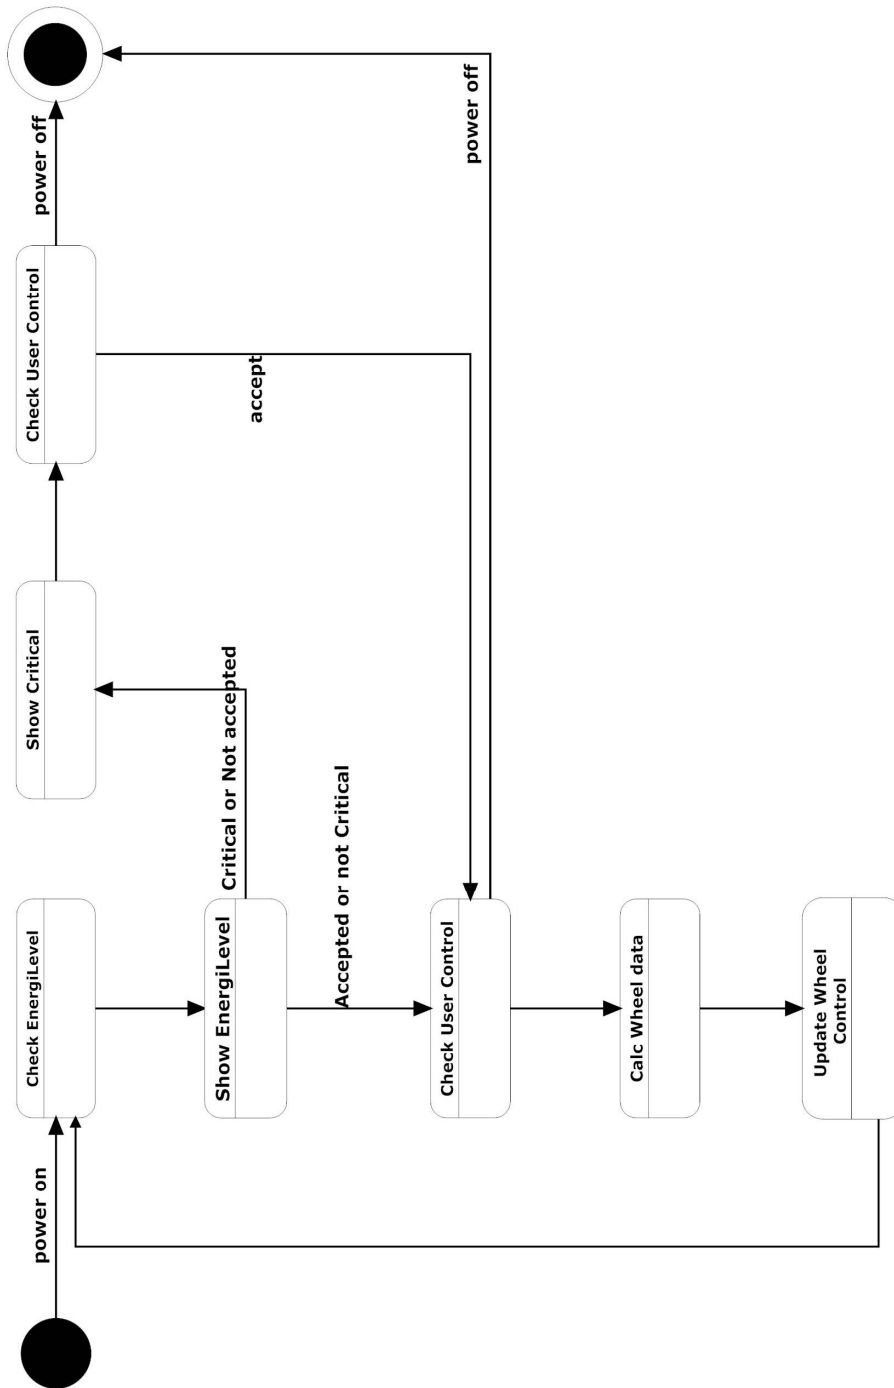 power on
Check EnergiLevel
Show Critical
Check User Control
power off
Show EnergiLevel
Critical or Not accepted
accept
Accepted or not Critical
Check User Control
power off
Calc Wheel data
Update Wheel
Control